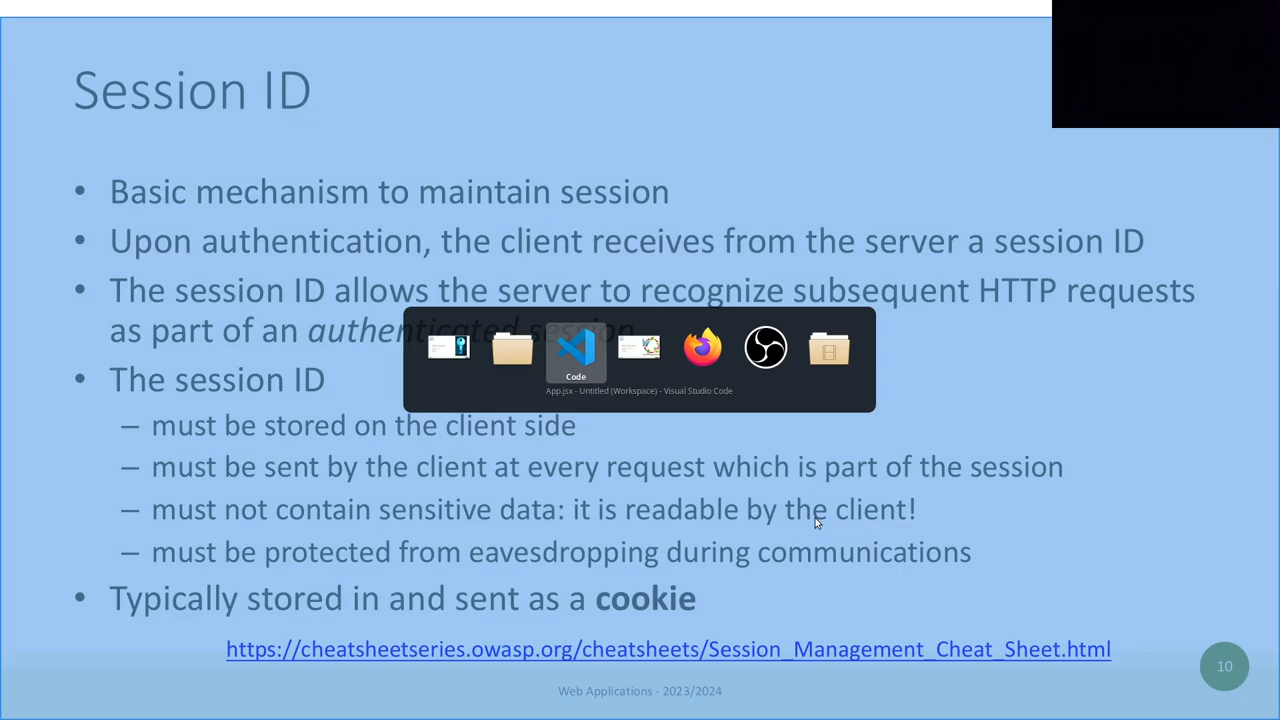 Session ID
• Basic mechanism to maintain session
• Upon authentication, the client receives from the server a session ID
• The session ID allows the server to recognize subsequent HTTP requests
as part of an authenticated session
• The session ID
Code
App.jsx - Untitled (Workspace) - Visual Studio Code
– must be stored on the client side
– must be sent by the client at every request which is part of the session
– must not contain sensitive data: it is readable by the client!
– must be protected from eavesdropping during communications
• Typically stored in and sent as a cookie
https://cheatsheetseries.owasp.org/cheatsheets/Session_Management_Cheat_Sheet.html
10
Web Applications - 2023/2024